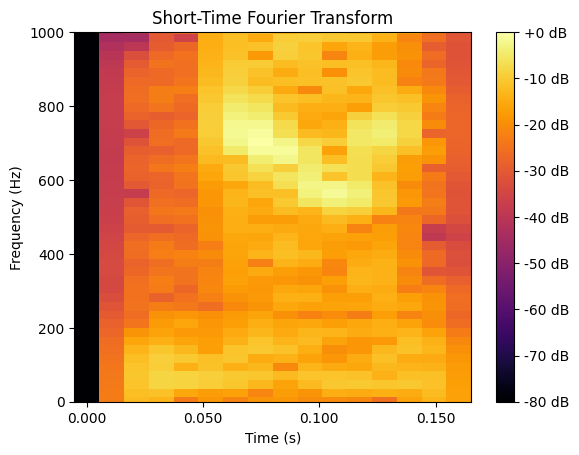 Short-Time Fourier Transform
Frequency (Hz)
1000
800
600
400
200
0
0.000
0.050
0.100
0.150
Time (s)
+0 dB
-10 dB
-20 dB
-30 dB
-40 dB
-50 dB
-60 dB
-70 dB
-80 dB